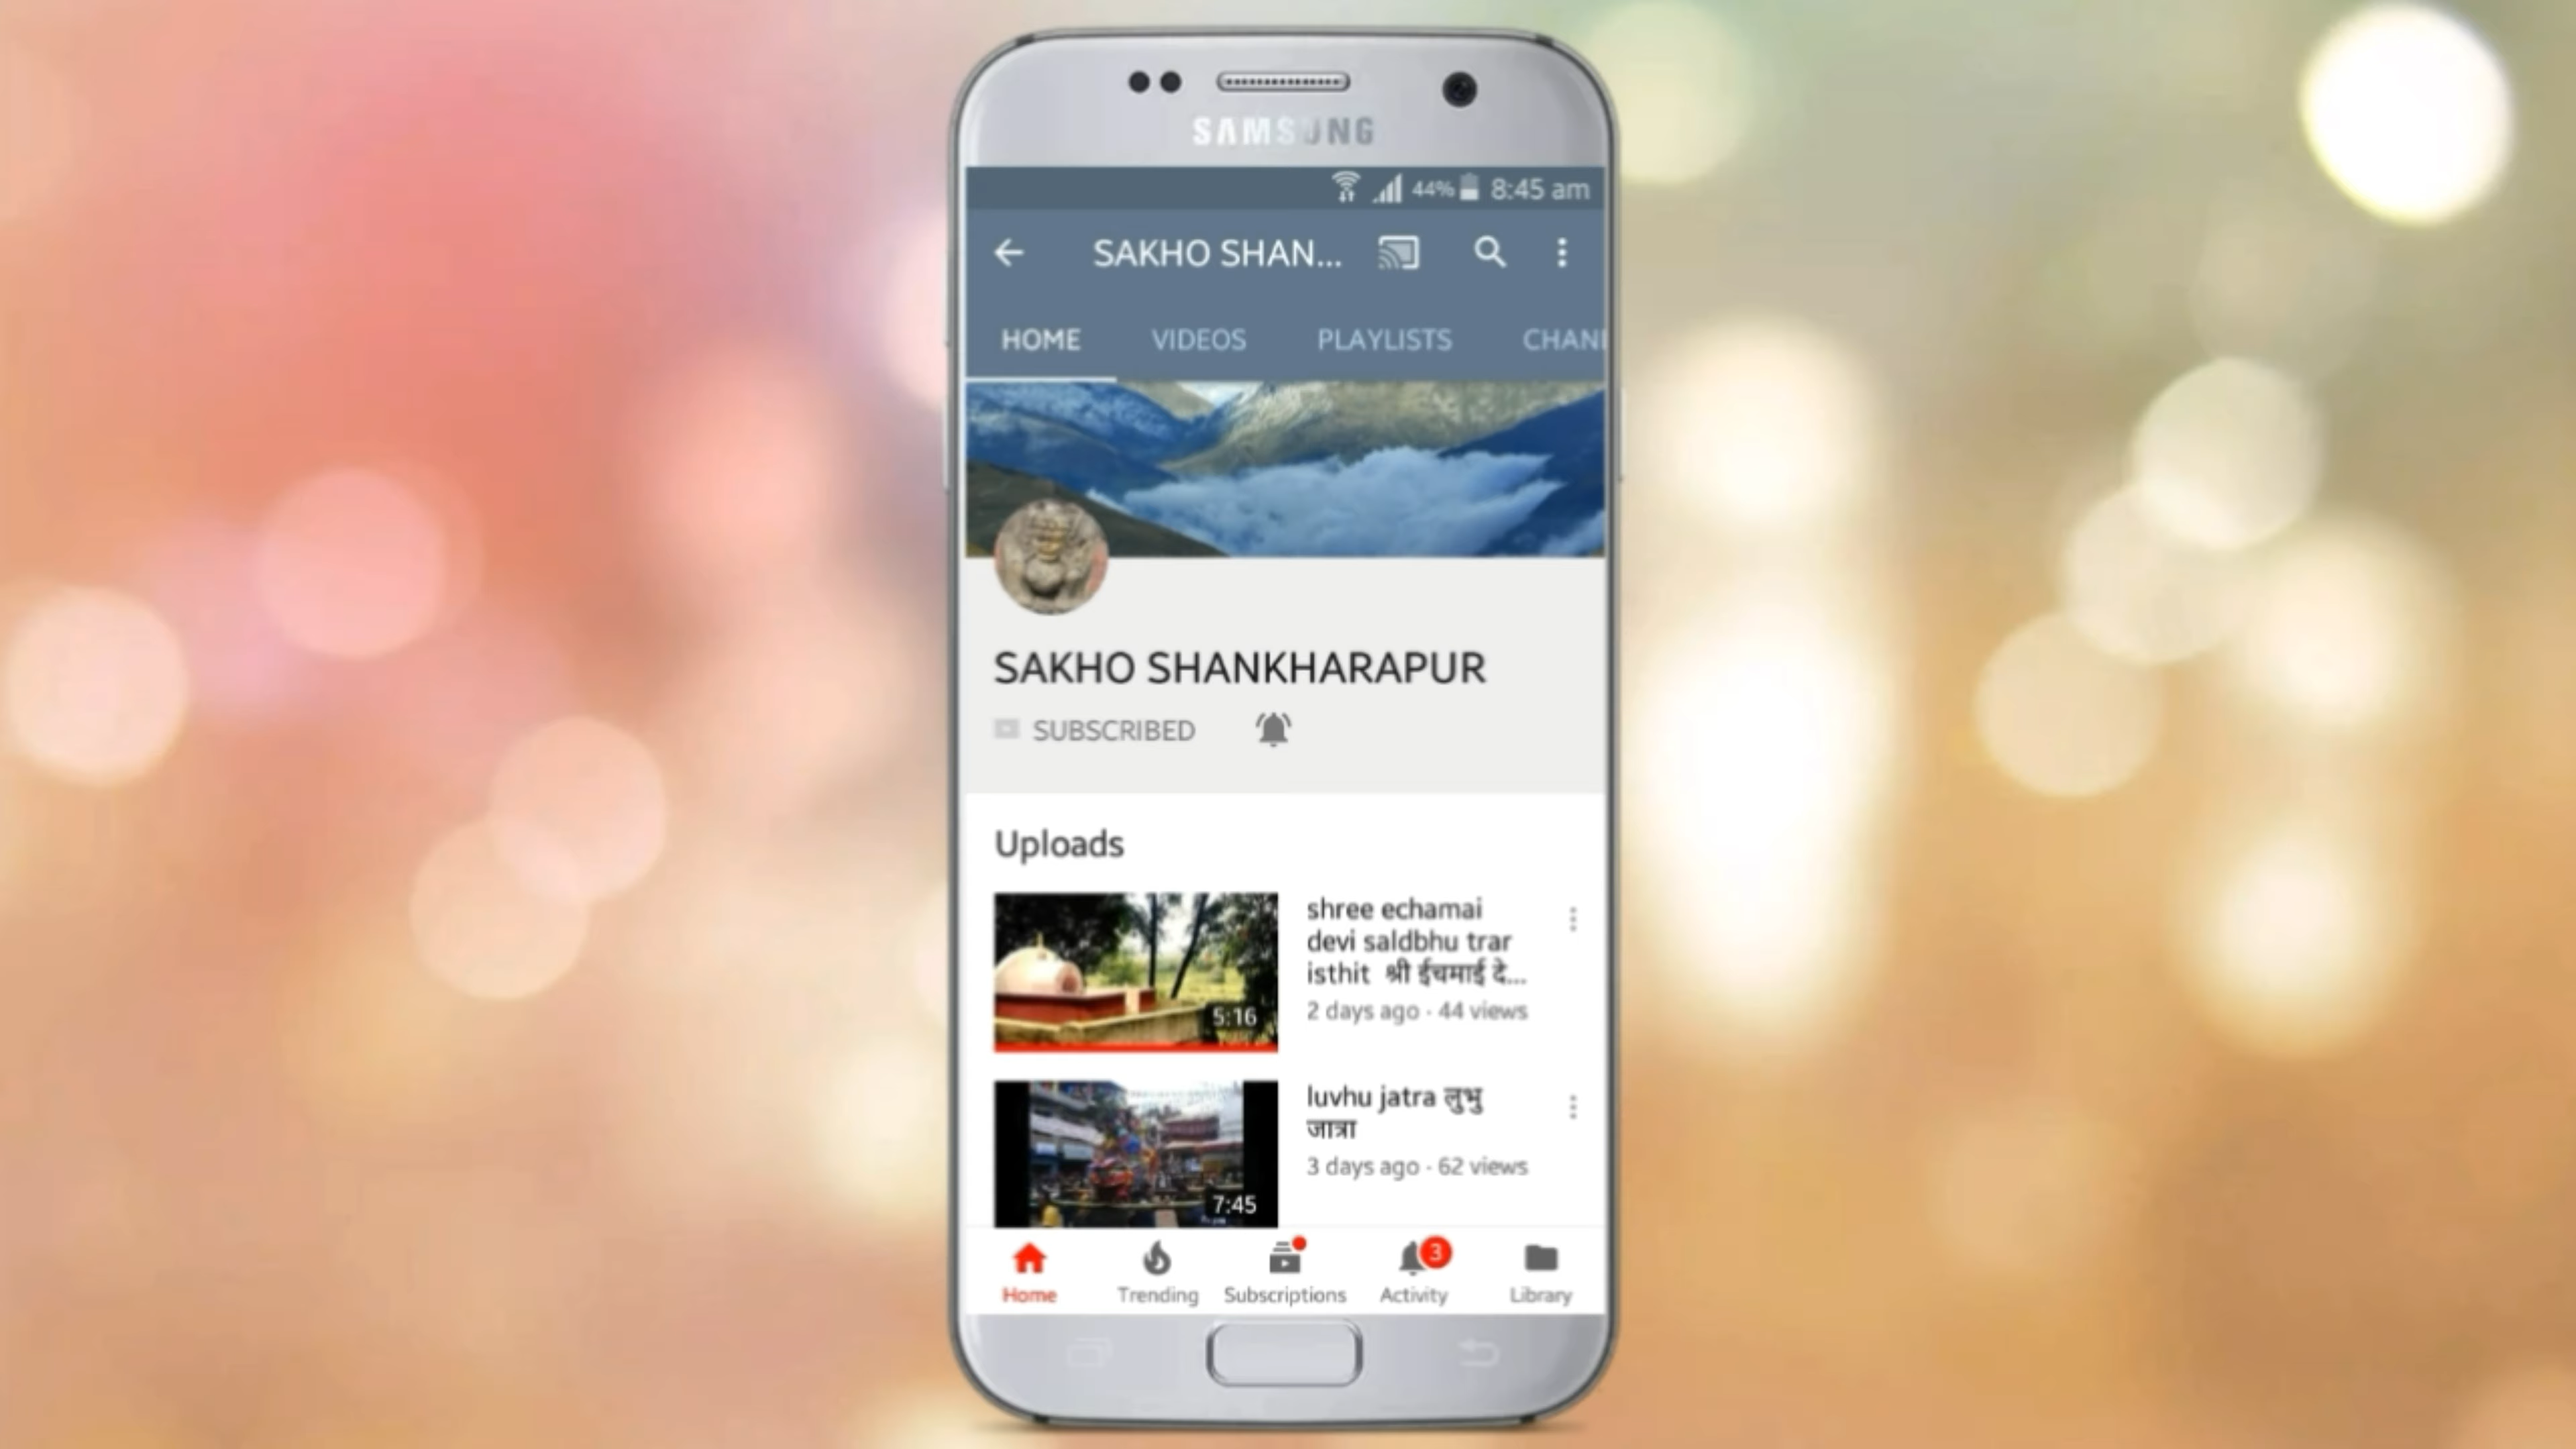 SAMSUNG
44% 8:45 am
SAKHO SHAN...
HOME VIDEOS PLAYLISTS CHAN
SAKHO SHANKHARAPUR
SUBSCRIBED
Uploads
shree echamai
devi saldbhu trar
isthit श्री ईचमाई दे...
2 days ago · 44 views
5:16
luvhu jatra लुभु
जात्रा
3 days ago · 62 views
7:45
3
Home Trending Subscriptions Activity Library